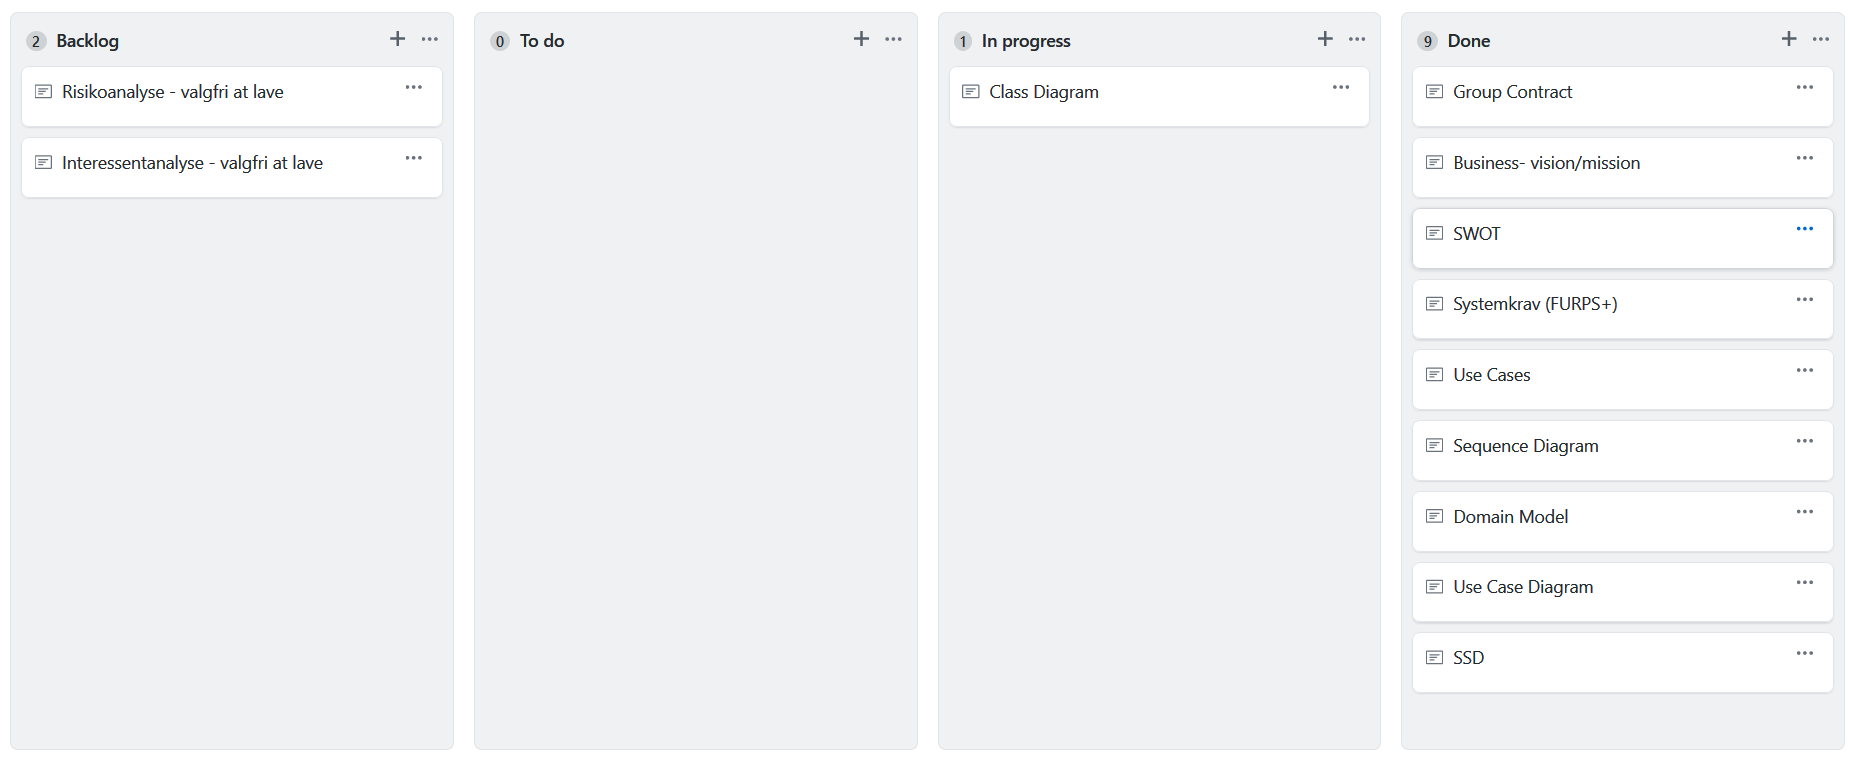 2 Backlog
Risikoanalyse - valgfri at lave
Interessentanalyse - valgfri at lave
0 To do
1 In progress
Class Diagram
9 Done
Group Contract
Business- vision/mission
SWOT
Systemkrav (FURPS+)
Use Cases
Sequence Diagram
Domain Model
Use Case Diagram
SSD